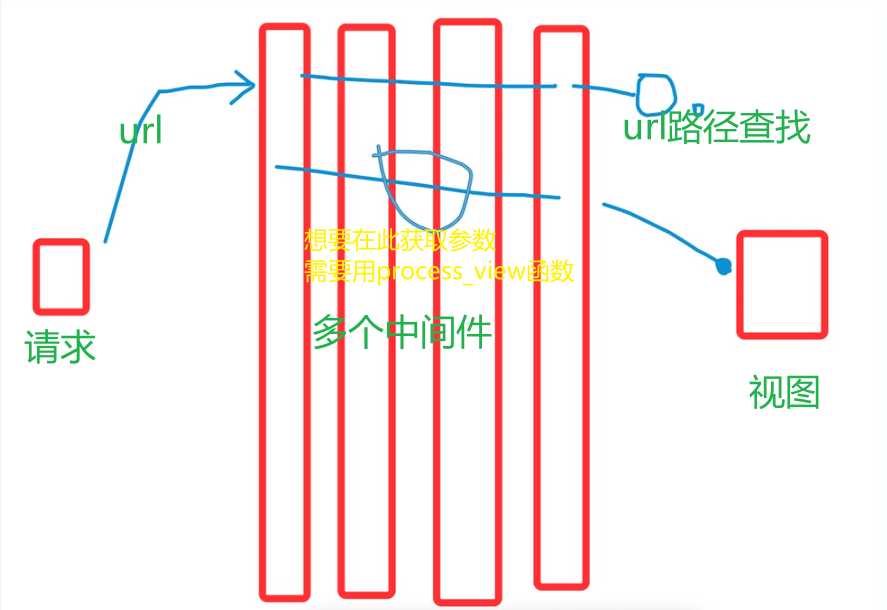 url
url路径查找
想要在此获取参数
需要用process_view函数
多个中间件
请求
视图